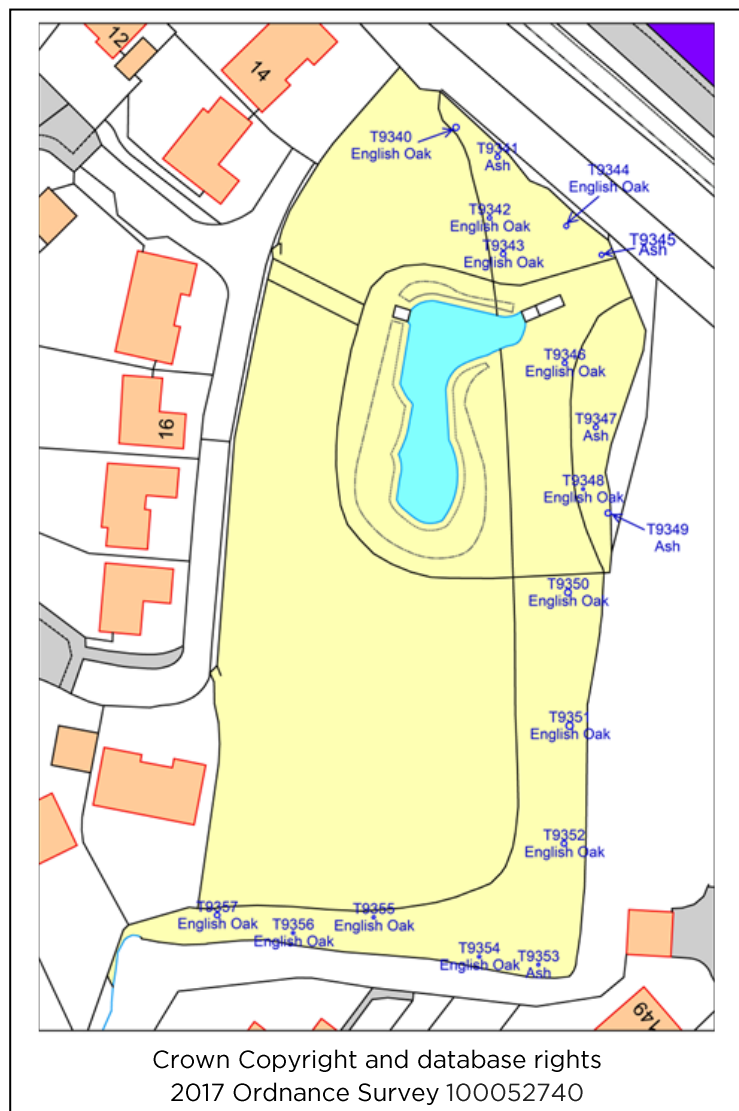 12
14
T9340
English Oak
T9341
Ash
T9344
English Oak
T9342
English Oak
T9343
English Oak
T9345
Ash
T9346
English Oak
T9347
Ash
16
T9348
English Oak
T9349
Ash
T9350
English Oak
T9351
English Oak
T9352
English Oak
T9357
English Oak
T9356
English Oak
T9355
English Oak
T9354
English Oak
T9353
Ash
149
Crown Copyright and database rights
2017 Ordnance Survey 100052740